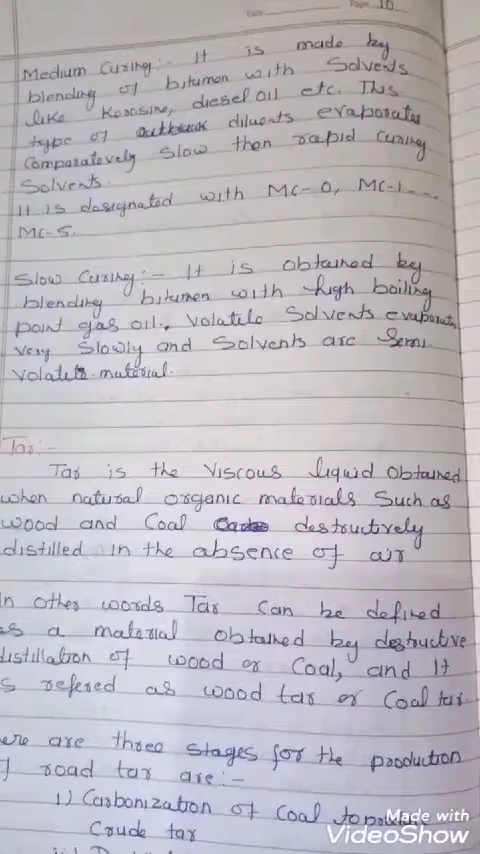 Page 10
Medium Curing:- It is made by
blending of bitumen with Solvents
like Kerosine, diesel oil etc. This
type of cutback diluents evaporates
Comparatevely slow then rapid curing
Solvents.
It is designated with MC-0, MC-1----
MC-5.
Slow Curing:- It is obtained by
blending bitumen with high boiling
point gas oil. Volatile Solvents evaporate
very slowly and Solvents are Semi
volatile material.
Tar:-
Tar is the viscous liquid obtained
when natural organic materials Such as
wood and Coal destructively
distilled in the absence of air
In other words Tar Can be defined
as a material obtained by destructive
distillation of wood or Coal, and It
is refered as wood tar or Coal tar
ere are three stages for the production
of road tar are:-
1) Carbonization of Coal to
Crude tar
Made with
VideoShow